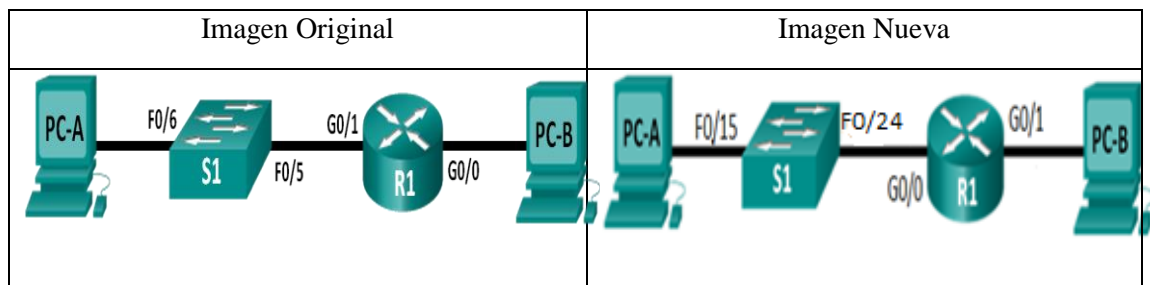 Imagen Original
Imagen Nueva
PC-A
F0/6
S1
F0/5
G0/1
R1
G0/0
PC-B
PC-A
F0/15
S1
F0/24
G0/0
R1
G0/1
PC-B